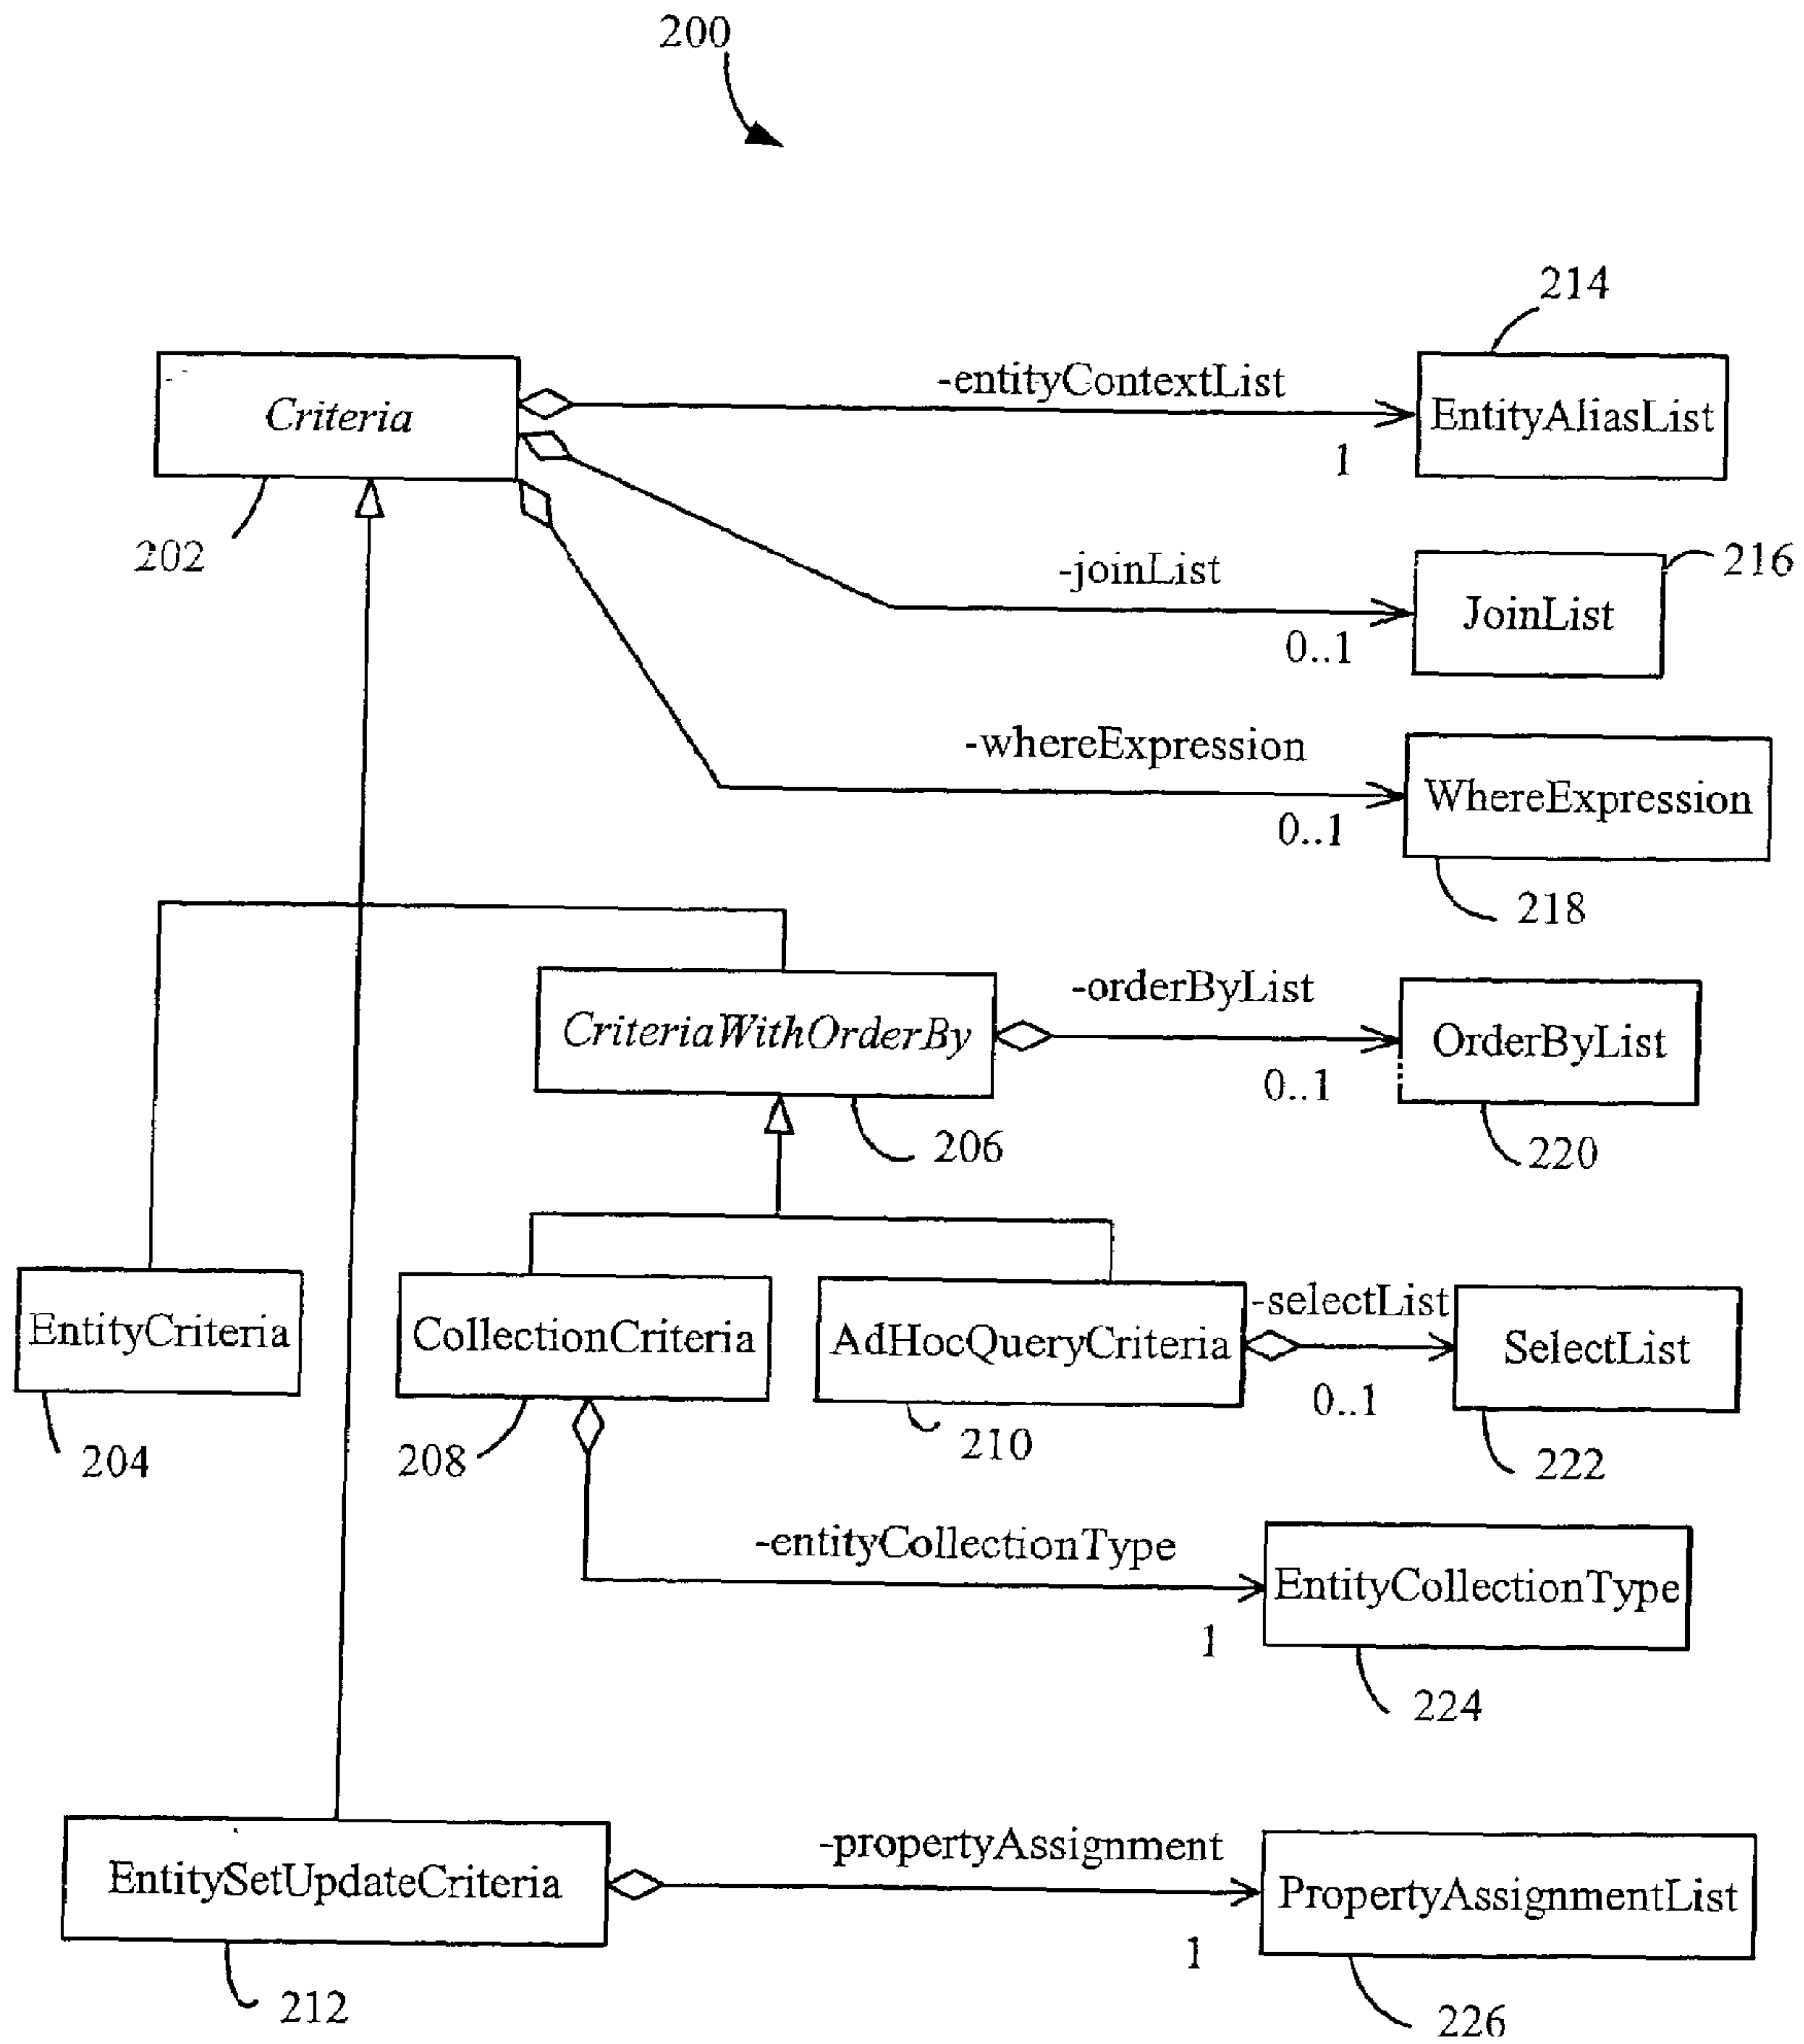 200
214
-entityContextList
Criteria
EntityAliasList
1
202
-joinList
216
JoinList
0..1
-whereExpression
WhereExpression
0..1
218
-orderByList
CriteriaWithOrderBy
OrderByList
0..1
206
220
-selectList
EntityCriteria
CollectionCriteria
AdHocQueryCriteria
SelectList
0..1
204
208
210
222
-entityCollectionType
EntityCollectionType
1
224
-propertyAssignment
EntitySetUpdateCriteria
PropertyAssignmentList
1
212
226